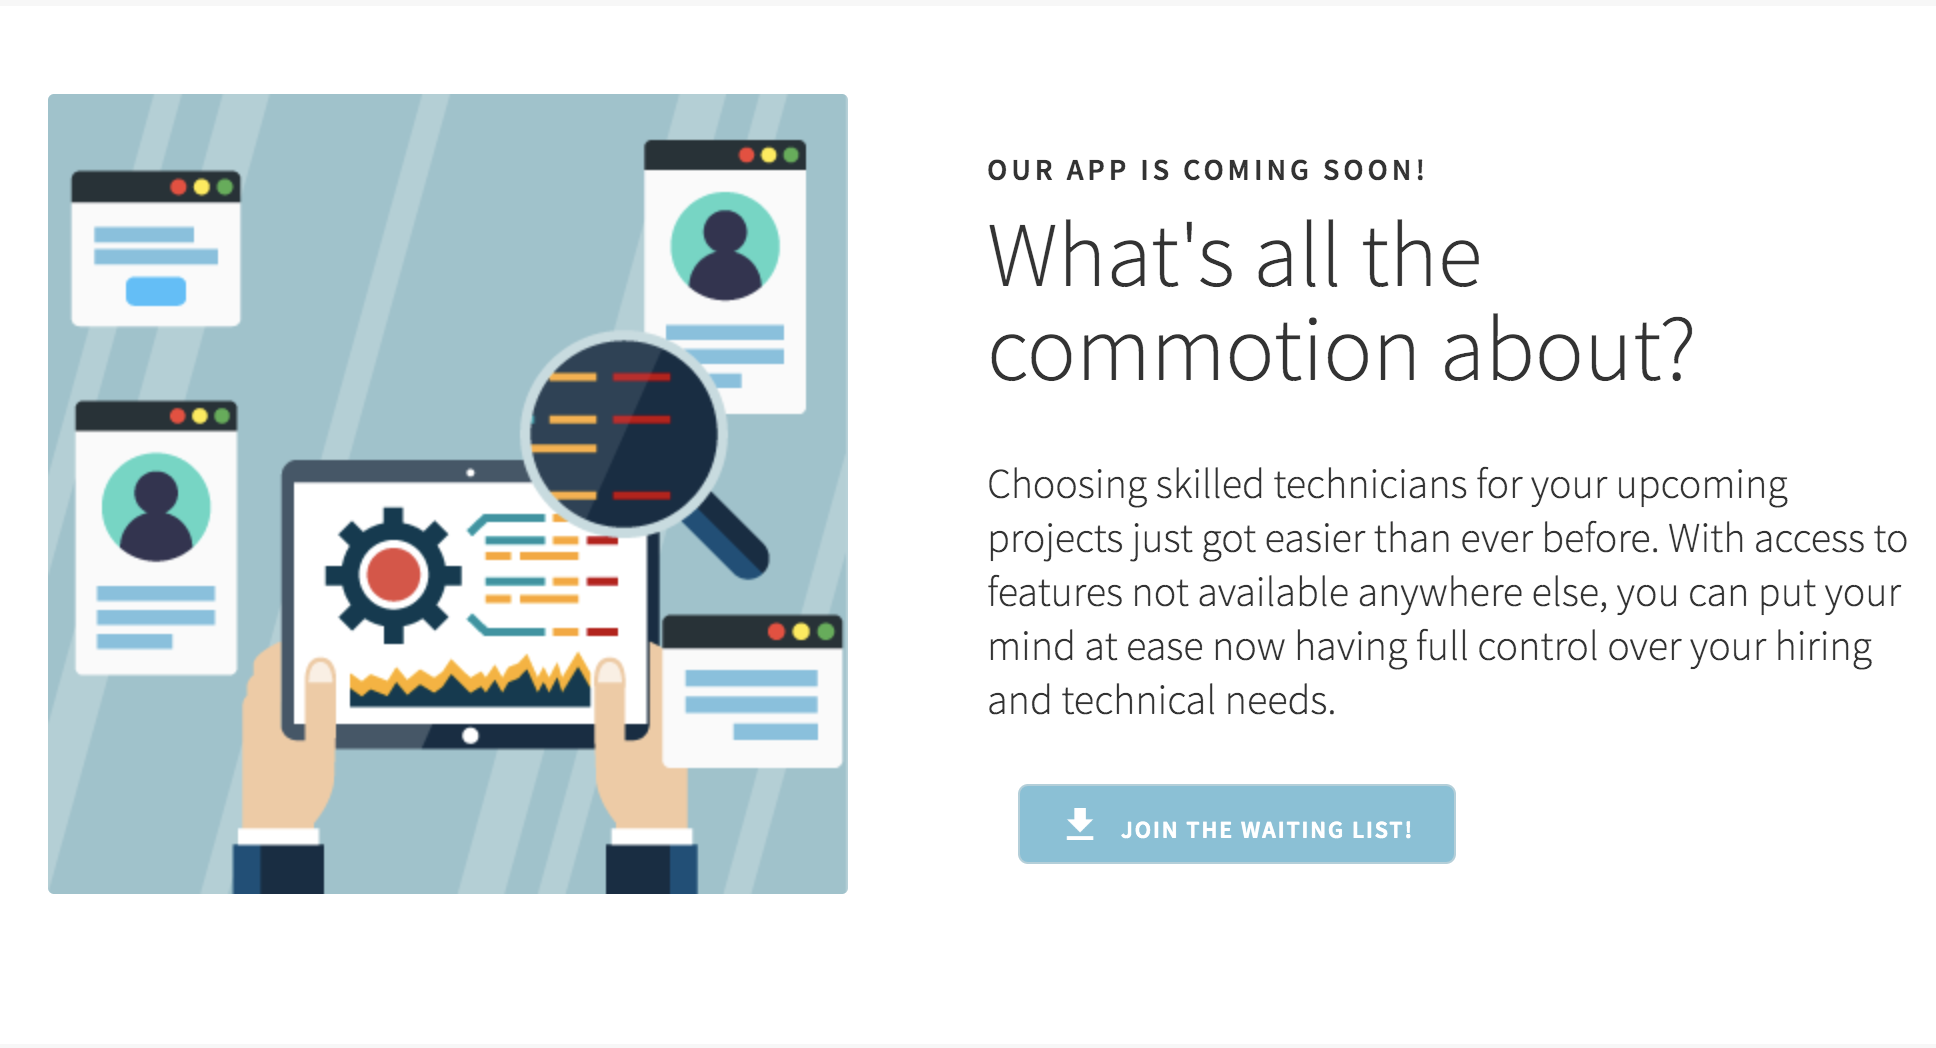 OUR APP IS COMING SOON!
What's all the
commotion about?
Choosing skilled technicians for your upcoming
projects just got easier than ever before. With access to
features not available anywhere else, you can put your
mind at ease now having full control over your hiring
and technical needs.
JOIN THE WAITING LIST!